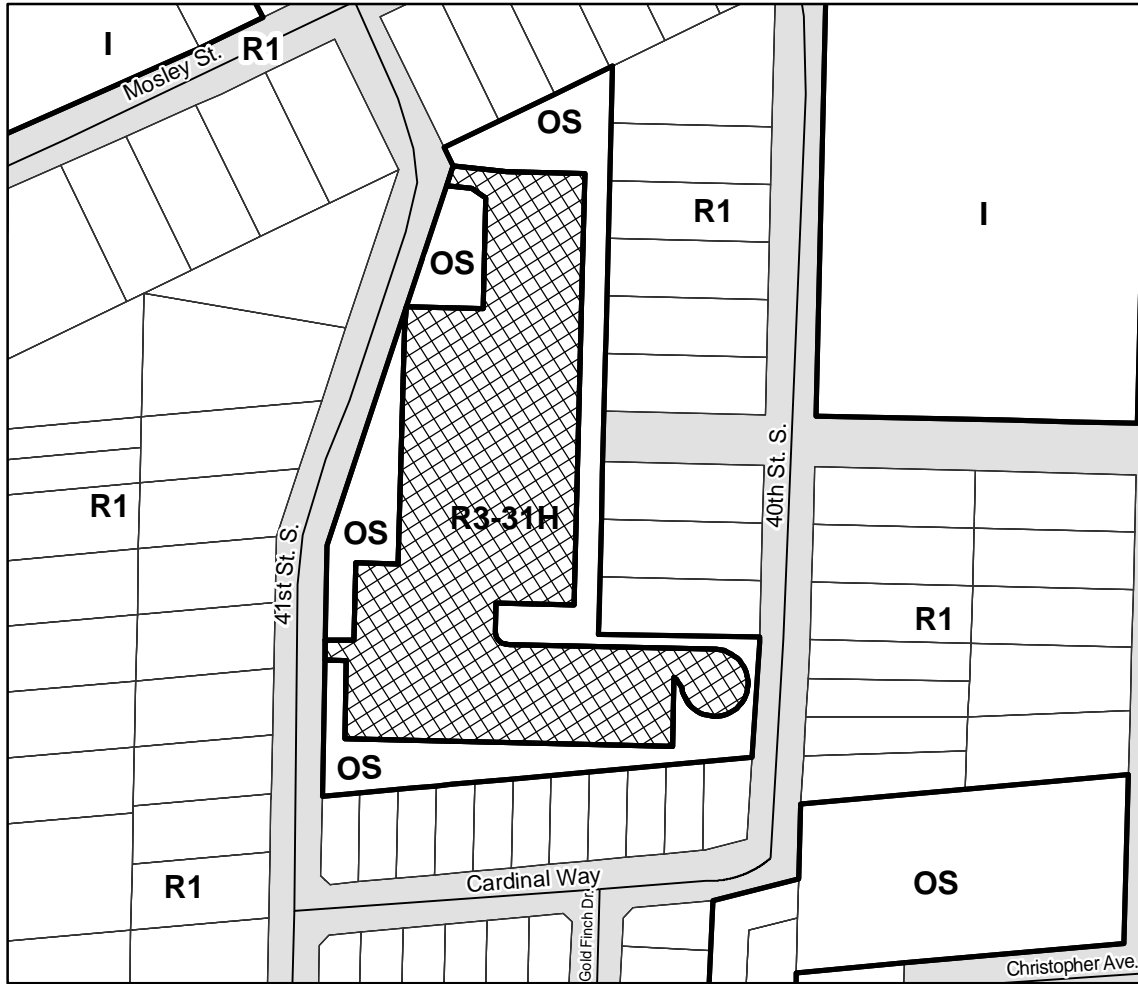 I
R1
Mosley St.
OS
R1
I
OS
40th St. S.
R1
R3-31H
OS
41st St. S.
R1
OS
R1
Cardinal Way
OS
Gold Finch Dr.
Christopher Ave.